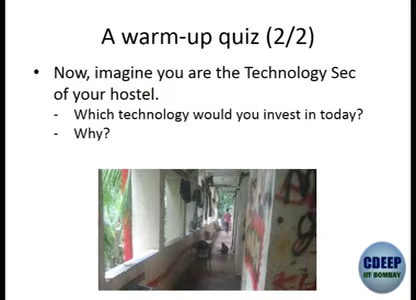 A warm-up quiz (2/2)
• Now, imagine you are the Technology Sec
of your hostel.
- Which technology would you invest in today?
- Why?
CDEEP
IIT BOMBAY